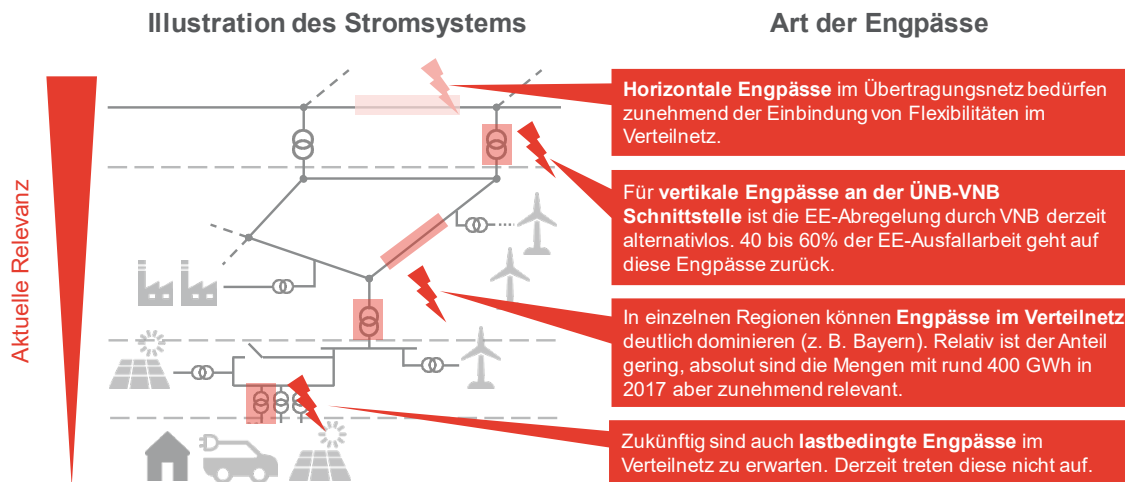 Illustration des Stromsystems
Art der Engpässe
Aktuelle Relevanz
Horizontale Engpässe im Übertragungsnetz bedürfen
zunehmend der Einbindung von Flexibilitäten im
Verteilnetz.
Für vertikale Engpässe an der ÜNB-VNB
Schnittstelle ist die EE-Abregelung durch VNB derzeit
alternativlos. 40 bis 60% der EE-Ausfallarbeit geht auf
diese Engpässe zurück.
In einzelnen Regionen können Engpässe im Verteilnetz
deutlich dominieren (z. B. Bayern). Relativ ist der Anteil
gering, absolut sind die Mengen mit rund 400 GWh in
2017 aber zunehmend relevant.
Zukünftig sind auch lastbedingte Engpässe im
Verteilnetz zu erwarten. Derzeit treten diese nicht auf.